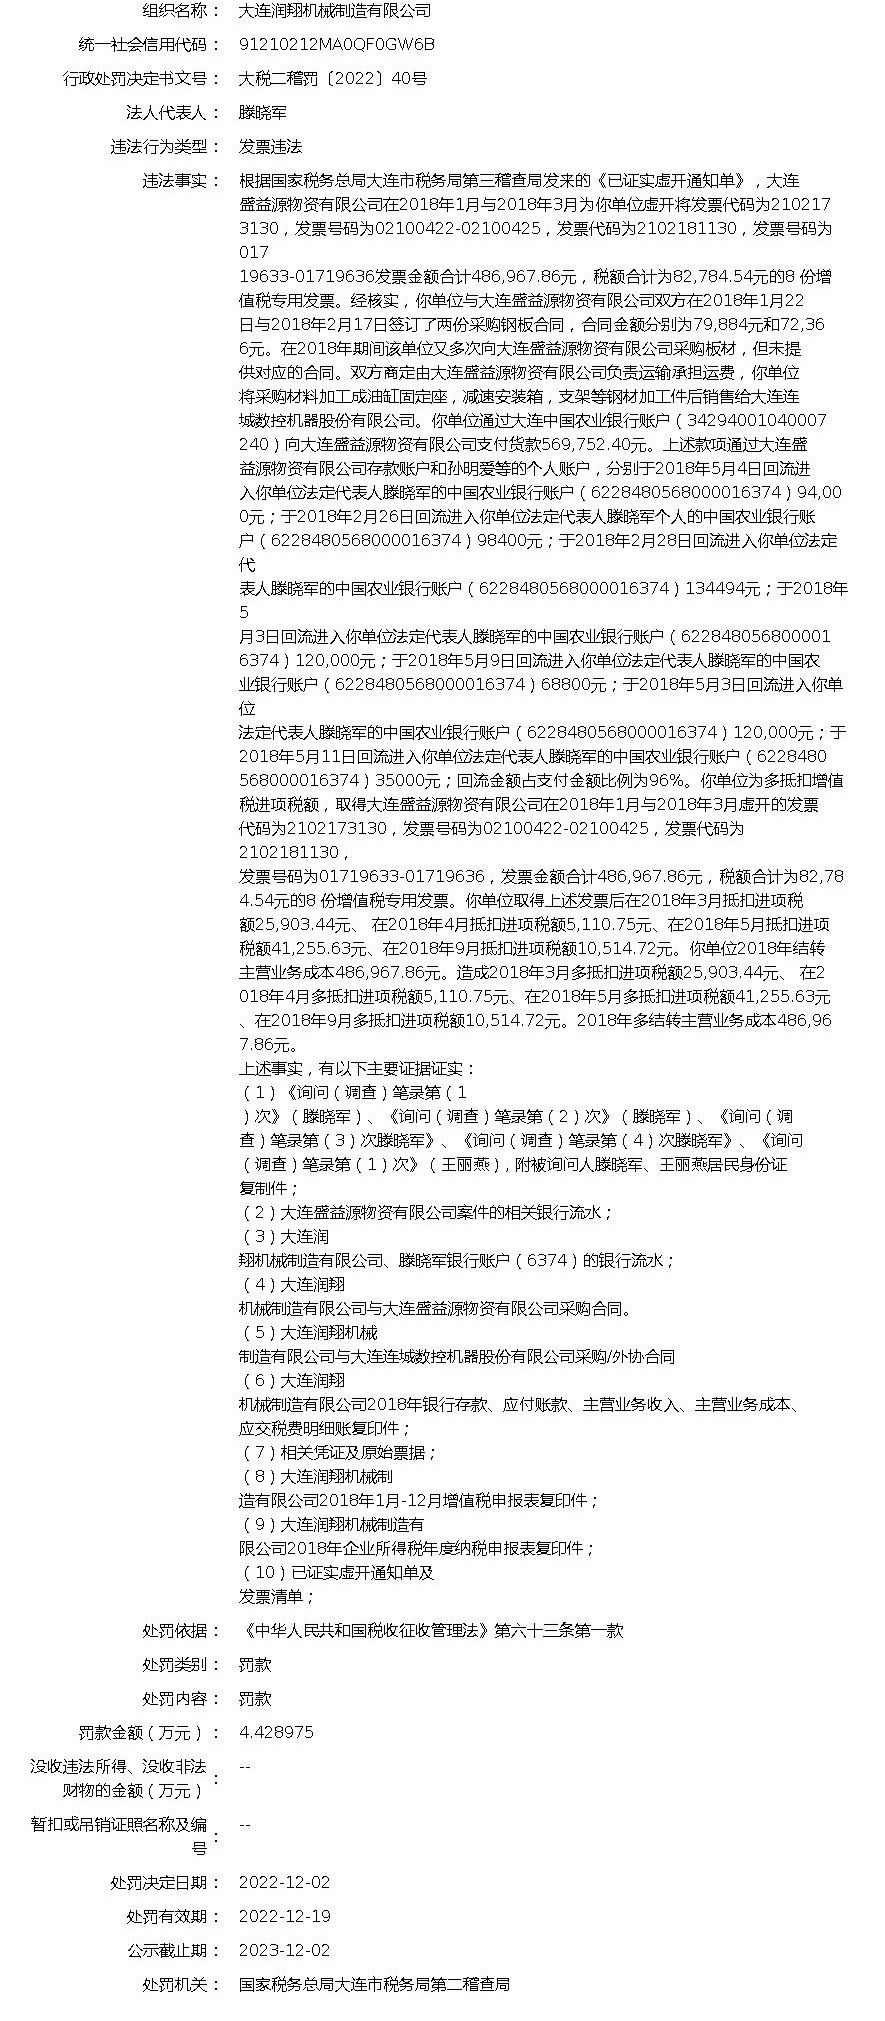 组织名称： 大连润翔机械制造有限公司
统一社会信用代码： 91210212MA0QF0GW6B
行政处罚决定书文号： 大税二稽罚〔2022〕40号
法人代表人： 滕晓军
违法行为类型： 发票违法
违法事实： 根据国家税务总局大连市税务局第三稽查局发来的《已证实虚开通知单》，大连
盛益源物资有限公司在2018年1月与2018年3月为你单位虚开将发票代码为210217
3130，发票号码为02100422-02100425，发票代码为2102181130，发票号码为
017
19633-01719636发票金额合计486,967.86元，税额合计为82,784.54元的8 份增
值税专用发票。经核实，你单位与大连盛益源物资有限公司双方在2018年1月22
日与2018年2月17日签订了两份采购钢板合同，合同金额分别为79,884元和72,36
6元。在2018年期间该单位又多次向大连盛益源物资有限公司采购板材，但未提
供对应的合同。双方商定由大连盛益源物资有限公司负责运输承担运费，你单位
将采购材料加工成油缸固定座，减速安装箱，支架等钢材加工件后销售给大连连
城数控机器股份有限公司。你单位通过大连中国农业银行账户（34294001040007
240）向大连盛益源物资有限公司支付货款569,752.40元。上述款项通过大连盛
益源物资有限公司存款账户和孙明爱等的个人账户，分别于2018年5月4日回流进
入你单位法定代表人滕晓军的中国农业银行账户（6228480568000016374）94,00
0元；于2018年2月26日回流进入你单位法定代表人滕晓军个人的中国农业银行账
户（6228480568000016374）98400元；于2018年2月28日回流进入你单位法定
代
表人滕晓军的中国农业银行账户（6228480568000016374）134494元；于2018年
5
月3日回流进入你单位法定代表人滕晓军的中国农业银行账户（622848056800001
6374）120,000元；于2018年5月9日回流进入你单位法定代表人滕晓军的中国农
业银行账户（6228480568000016374）68800元；于2018年5月3日回流进入你单
位
法定代表人滕晓军的中国农业银行账户（6228480568000016374）120,000元；于
2018年5月11日回流进入你单位法定代表人滕晓军的中国农业银行账户（6228480
568000016374）35000元；回流金额占支付金额比例为96%。你单位为多抵扣增值
税进项税额，取得大连盛益源物资有限公司在2018年1月与2018年3月虚开的发票
代码为2102173130，发票号码为02100422-02100425，发票代码为
2102181130，
发票号码为01719633-01719636，发票金额合计486,967.86元，税额合计为82,78
4.54元的8 份增值税专用发票。你单位取得上述发票后在2018年3月抵扣进项税
额25,903.44元、 在2018年4月抵扣进项税额5,110.75元、在2018年5月抵扣进项
税额41,255.63元、在2018年9月抵扣进项税额10,514.72元。你单位2018年结转
主营业务成本486,967.86元。造成2018年3月多抵扣进项税额25,903.44元、 在2
018年4月多抵扣进项税额5,110.75元、在2018年5月多抵扣进项税额41,255.63元
、在2018年9月多抵扣进项税额10,514.72元。2018年多结转主营业务成本486,96
7.86元。
上述事实，有以下主要证据证实：
（1）《询问（调查）笔录第（1
）次》（滕晓军）、《询问（调查）笔录第（2）次》（滕晓军）、《询问（调
查）笔录第（3）次滕晓军》、《询问（调查）笔录第（4）次滕晓军》、《询问
（调查）笔录第（1）次》（王丽燕），附被询问人滕晓军、王丽燕居民身份证
复制件；
（2）大连盛益源物资有限公司案件的相关银行流水；
（3）大连润
翔机械制造有限公司、滕晓军银行账户（6374）的银行流水；
（4）大连润翔
机械制造有限公司与大连盛益源物资有限公司采购合同。
（5）大连润翔机械
制造有限公司与大连连城数控机器股份有限公司采购/外协合同
（6）大连润翔
机械制造有限公司2018年银行存款、应付账款、主营业务收入、主营业务成本、
应交税费明细账复印件；
（7）相关凭证及原始票据；
（8）大连润翔机械制
造有限公司2018年1月-12月增值税申报表复印件；
（9）大连润翔机械制造有
限公司2018年企业所得税年度纳税申报表复印件；
（10）已证实虚开通知单及
发票清单；
处罚依据： 《中华人民共和国税收征收管理法》第六十三条第一款
处罚类别： 罚款
处罚内容： 罚款
罚款金额（万元）： 4.428975
没收违法所得、没收非法
财物的金额（万元）： --
暂扣或吊销证照名称及编
号： --
处罚决定日期： 2022-12-02
处罚有效期： 2022-12-19
公示截止期： 2023-12-02
处罚机关： 国家税务总局大连市税务局第二稽查局